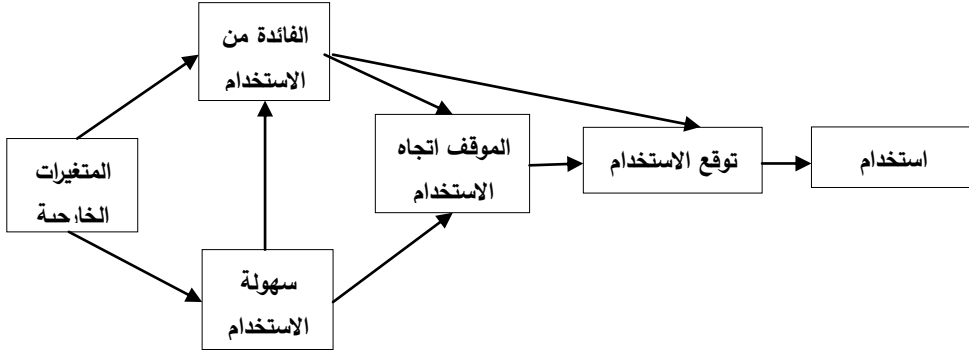 الفائدة من
الاستخدام
المتغيرات
الخارجية
سهولة
الاستخدام
الموقف اتجاه
الاستخدام
توقع الاستخدام
استخدام